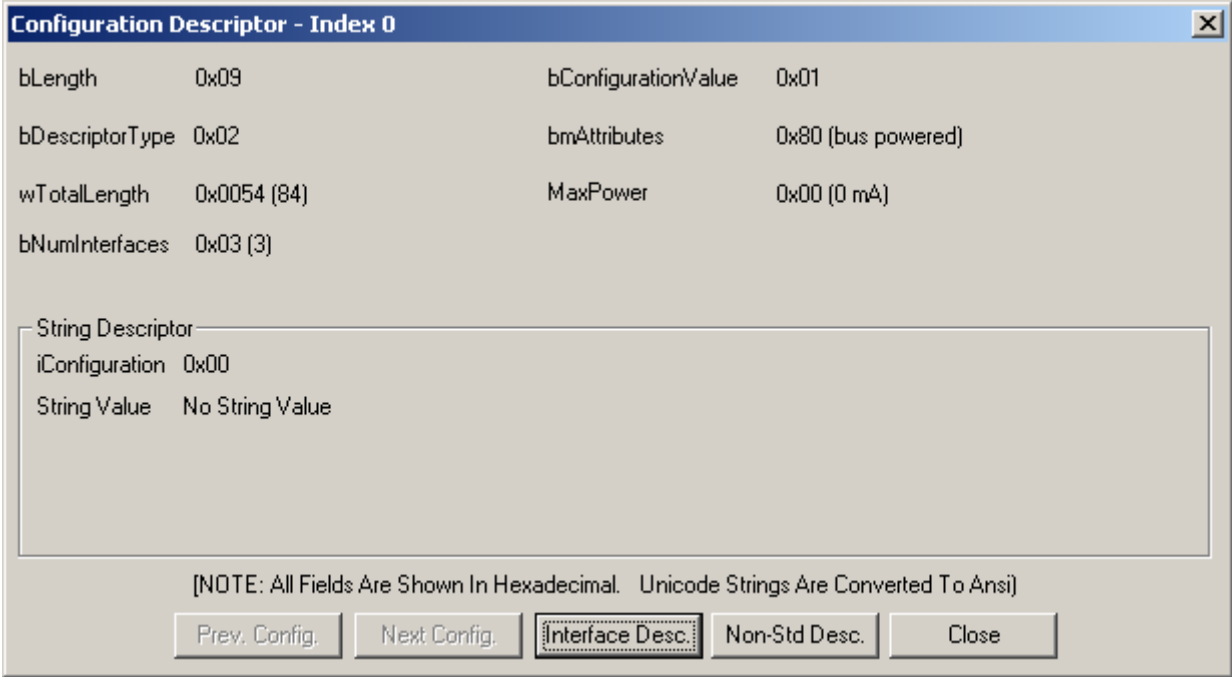 Configuration Descriptor - Index 0
bLength 0x09 bConfigurationValue 0x01
bDescriptorType 0x02 bmAttributes 0x80 (bus powered)
wTotalLength 0x0054 (84) MaxPower 0x00 (0 mA)
bNumInterfaces 0x03 (3)
String Descriptor
iConfiguration 0x00
String Value No String Value
[NOTE: All Fields Are Shown In Hexadecimal. Unicode Strings Are Converted To Ansi)
Prev. Config. Next Config. Interface Desc. Non-Std Desc. Close